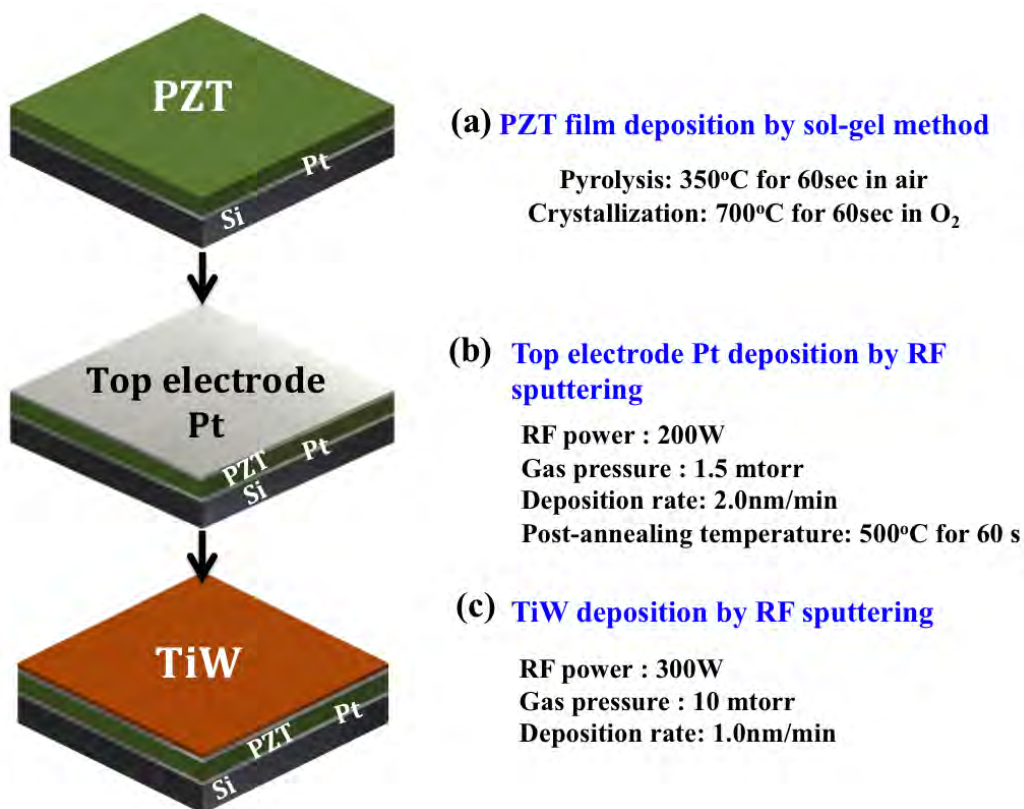 PZT
Pt
Si
(a) PZT film deposition by sol-gel method
Pyrolysis: 350°C for 60sec in air
Crystallization: 700°C for 60sec in O₂
Top electrode
Pt
PZT Pt
Si
(b) Top electrode Pt deposition by RF
sputtering
RF power : 200W
Gas pressure : 1.5 mtorr
Deposition rate: 2.0nm/min
Post-annealing temperature: 500°C for 60 s
TiW
PZT Pt
Si
(c) TiW deposition by RF sputtering
RF power : 300W
Gas pressure : 10 mtorr
Deposition rate: 1.0nm/min